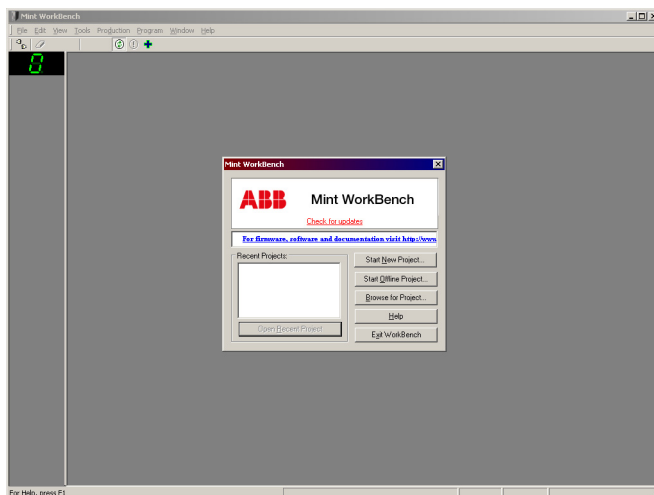 Mint WorkBench
File Edit View Tools Production Program Window Help
0
Mint WorkBench
ABB Mint WorkBench
Check for updates
For firmware, software and documentation visit http://www
Recent Projects:
Start New Project...
Start Offline Project...
Browse for Project...
Help
Open Recent Project
Exit WorkBench
For Help, press F1